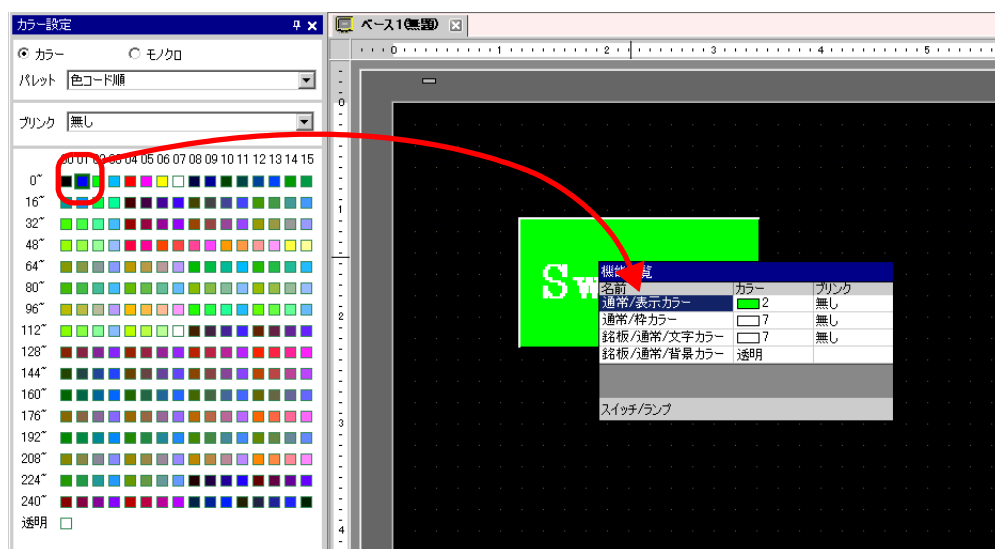 カラー設定
ベース1(無題)
カラー モノクロ
パレット 色コード順
ブリンク 無し
0 1 2 3 4 5
00 01 02 03 04 05 06 07 08 09 10 11 12 13 14 15
0~
16~
32~
48~
64~
80~
96~
112~
128~
144~
160~
176~
192~
208~
224~
240~
透明
0
1
2
3
4
Sw
機能一覧
名前 カラー ブリンク
通常/表示カラー 2 無し
通常/枠カラー 7 無し
銘板/通常/文字カラー 7 無し
銘板/通常/背景カラー 透明
スイッチ/ランプ